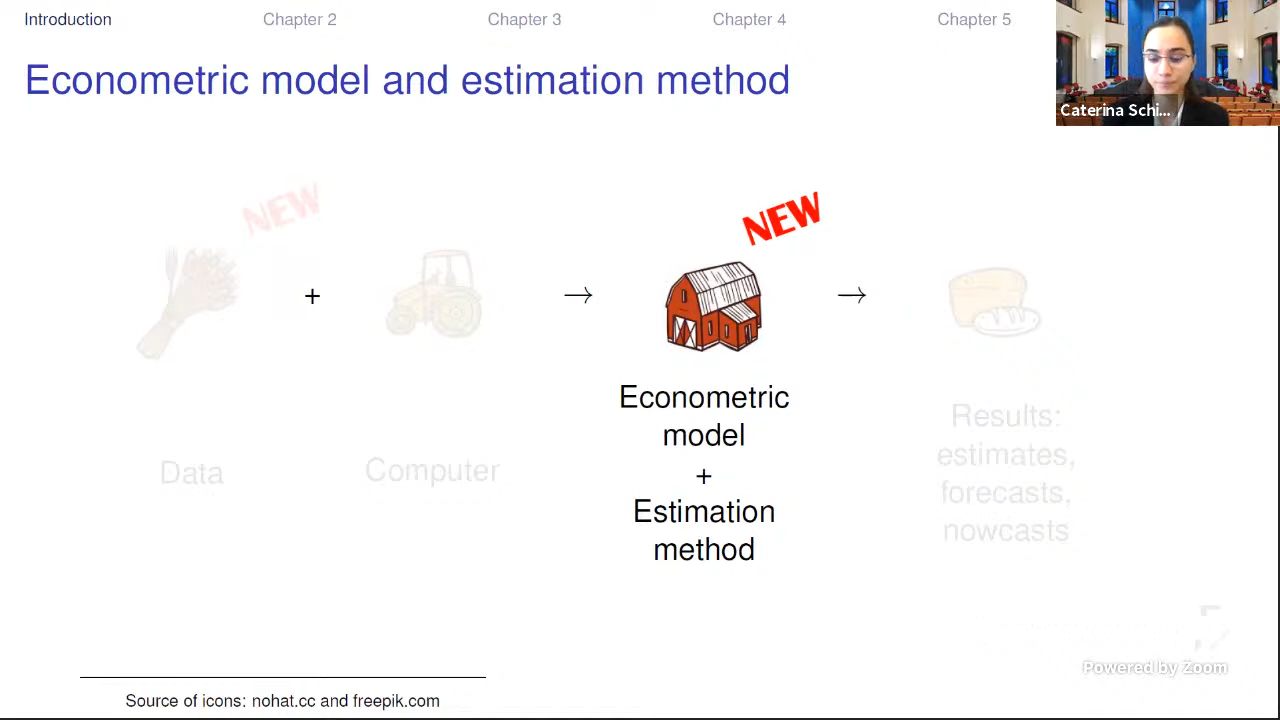 Introduction
Chapter 2
Chapter 3
Chapter 4
Chapter 5
Econometric model and estimation method
Caterina Schi...
NEW
NEW
+
→
→
Data
Computer
Econometric
model
+
Estimation
method
Results:
estimates,
forecasts,
nowcasts
Powered by Zoom
Source of icons: nohat.cc and freepik.com